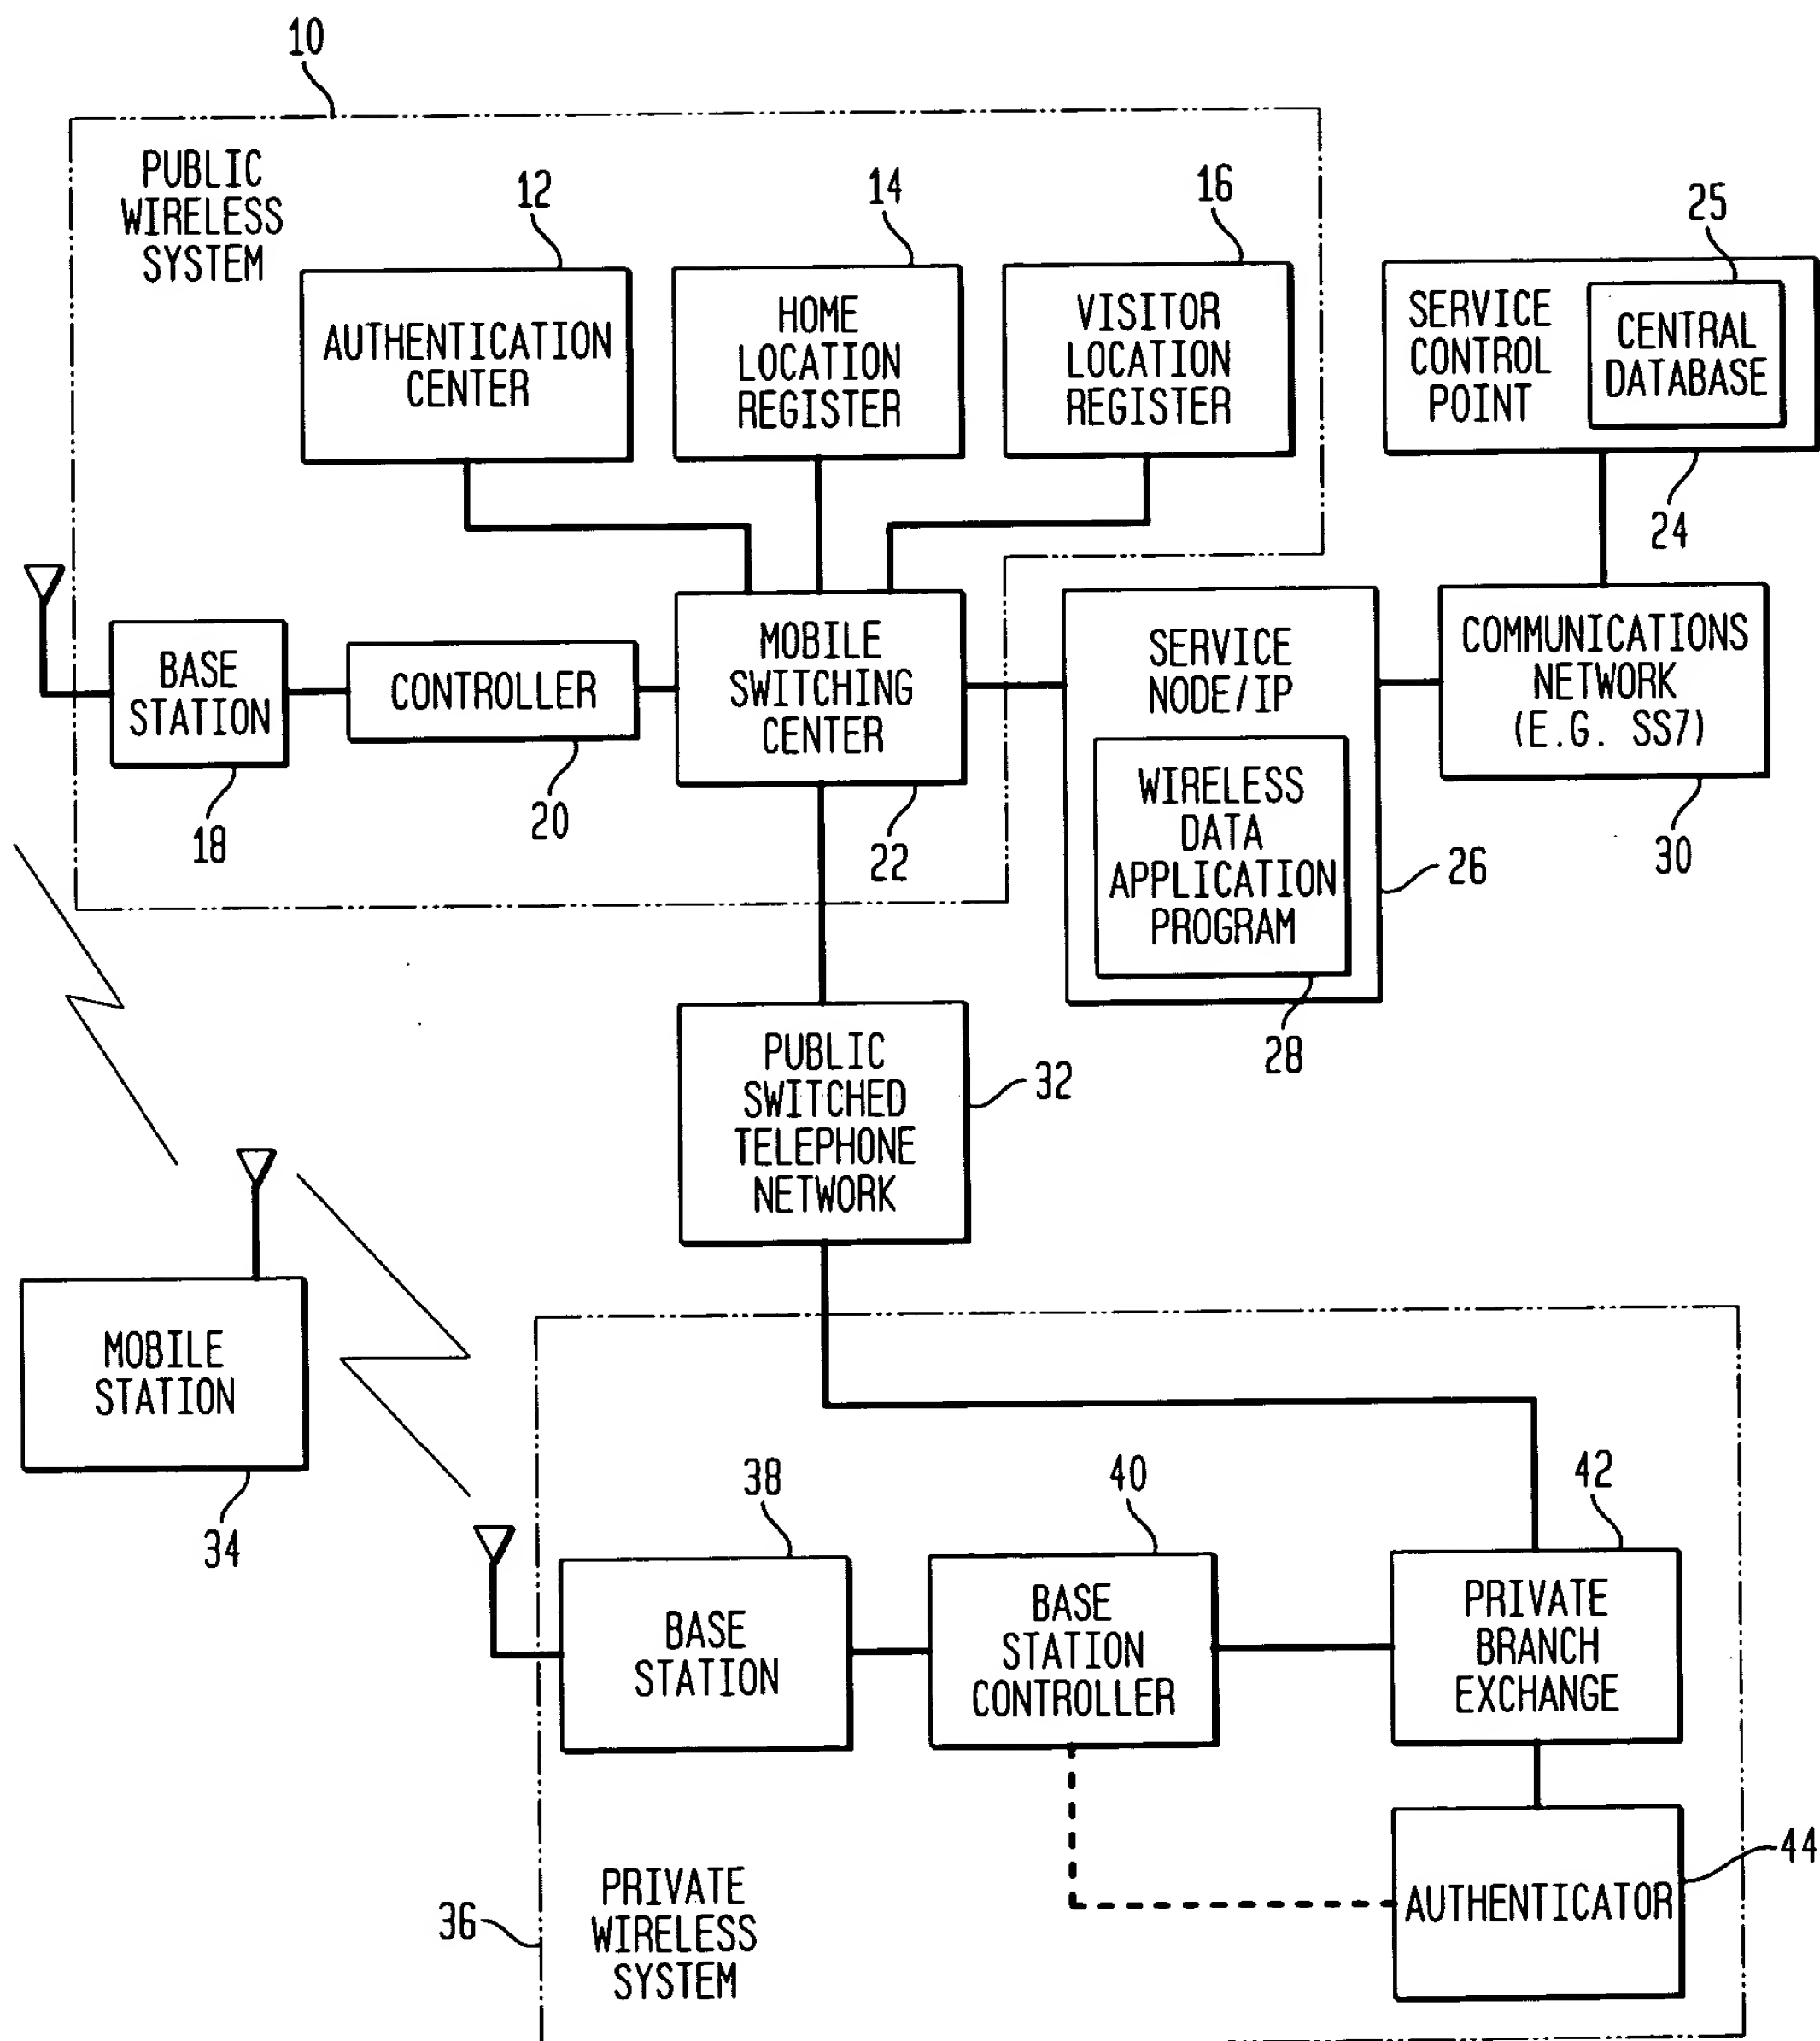 10
PUBLIC
WIRELESS
SYSTEM
12
14
16
25
AUTHENTICATION
CENTER
HOME
LOCATION
REGISTER
VISITOR
LOCATION
REGISTER
SERVICE
CONTROL
POINT
CENTRAL
DATABASE
24
BASE
STATION
18
CONTROLLER
20
MOBILE
SWITCHING
CENTER
22
SERVICE
NODE/IP
WIRELESS
DATA
APPLICATION
PROGRAM
26
28
COMMUNICATIONS
NETWORK
(E.G. SS7)
30
PUBLIC
SWITCHED
TELEPHONE
NETWORK
32
MOBILE
STATION
34
38
40
42
BASE
STATION
BASE
STATION
CONTROLLER
PRIVATE
BRANCH
EXCHANGE
44
AUTHENTICATOR
36
PRIVATE
WIRELESS
SYSTEM